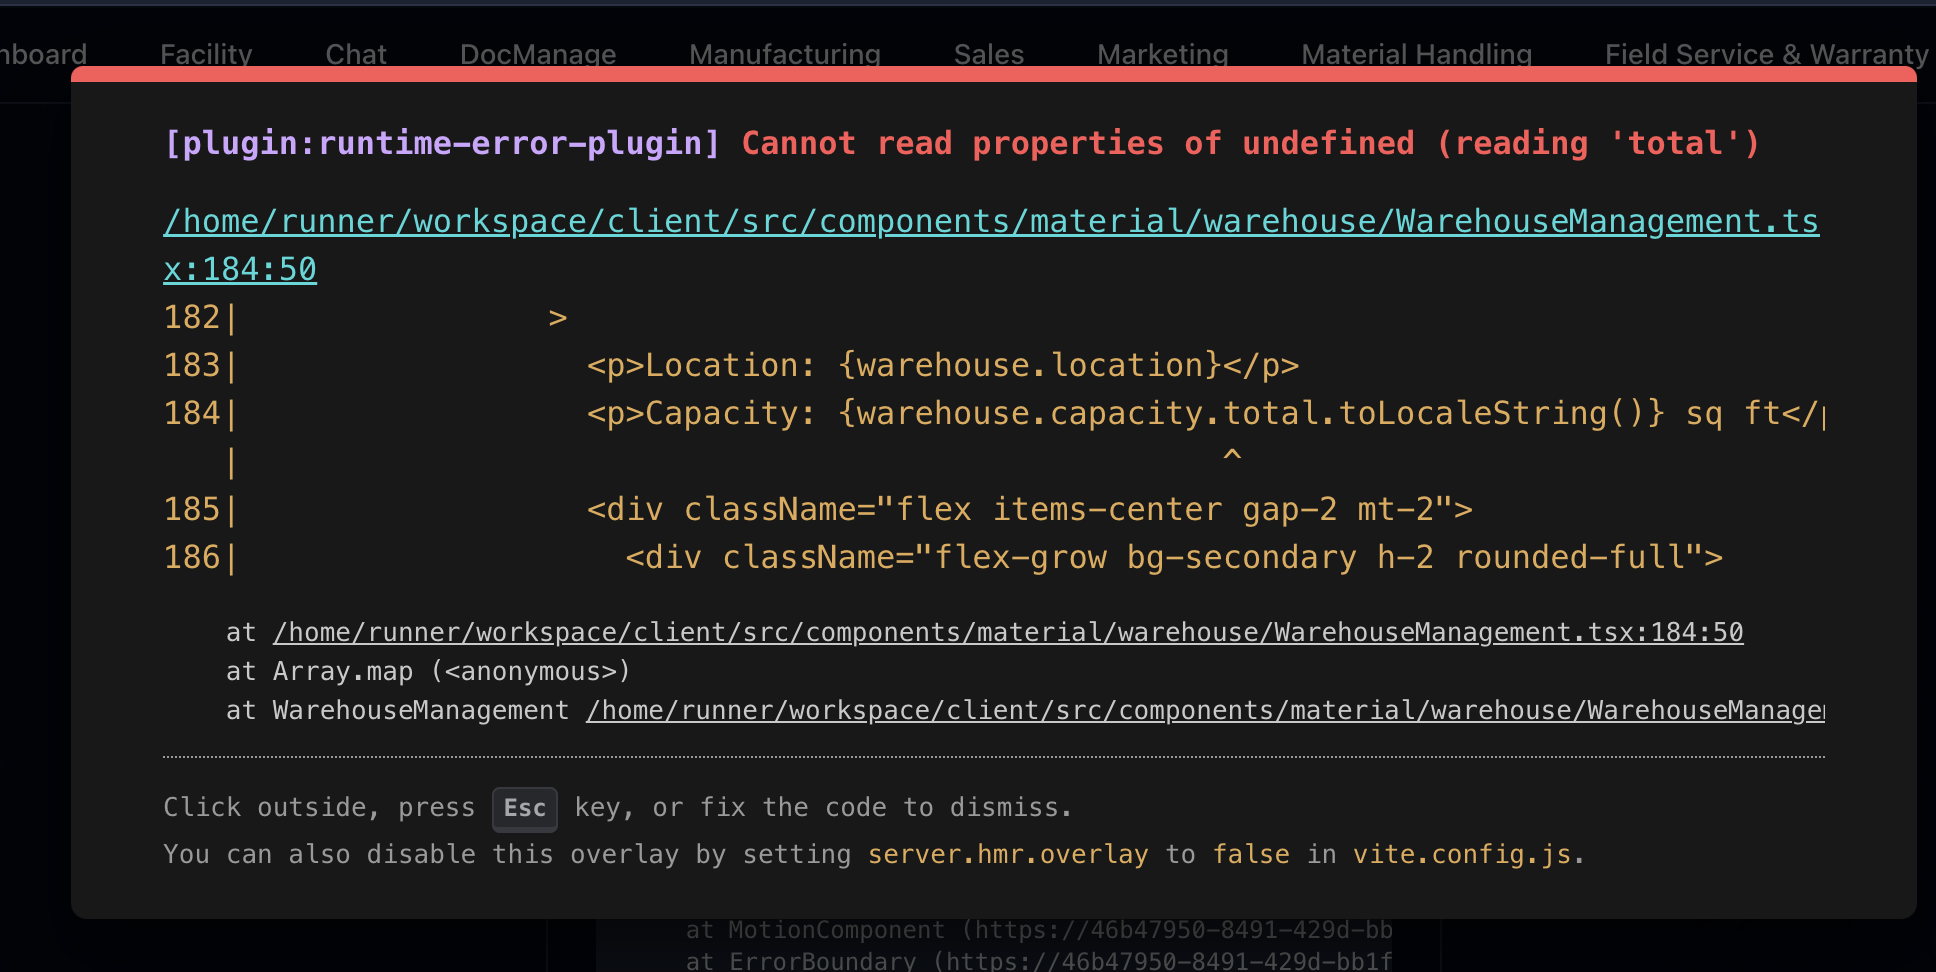 nboard Facility Chat DocManage Manufacturing Sales Marketing Material Handling Field Service & Warranty
[plugin:runtime-error-plugin] Cannot read properties of undefined (reading 'total')
/home/runner/workspace/client/src/components/material/warehouse/WarehouseManagement.ts
x:184:50
182|                >
183|                  <p>Location: {warehouse.location}</p>
184|                  <p>Capacity: {warehouse.capacity.total.toLocaleString()} sq ft</p
   |                                                   ^
185|                  <div className="flex items-center gap-2 mt-2">
186|                    <div className="flex-grow bg-secondary h-2 rounded-full">
at /home/runner/workspace/client/src/components/material/warehouse/WarehouseManagement.tsx:184:50
at Array.map (<anonymous>)
at WarehouseManagement /home/runner/workspace/client/src/components/material/warehouse/WarehouseManagem
Click outside, press Esc key, or fix the code to dismiss.
You can also disable this overlay by setting server.hmr.overlay to false in vite.config.js.
at MotionComponent (https://46b47950-8491-429d-bb
at ErrorBoundary (https://46b47950-8491-429d-bb1f